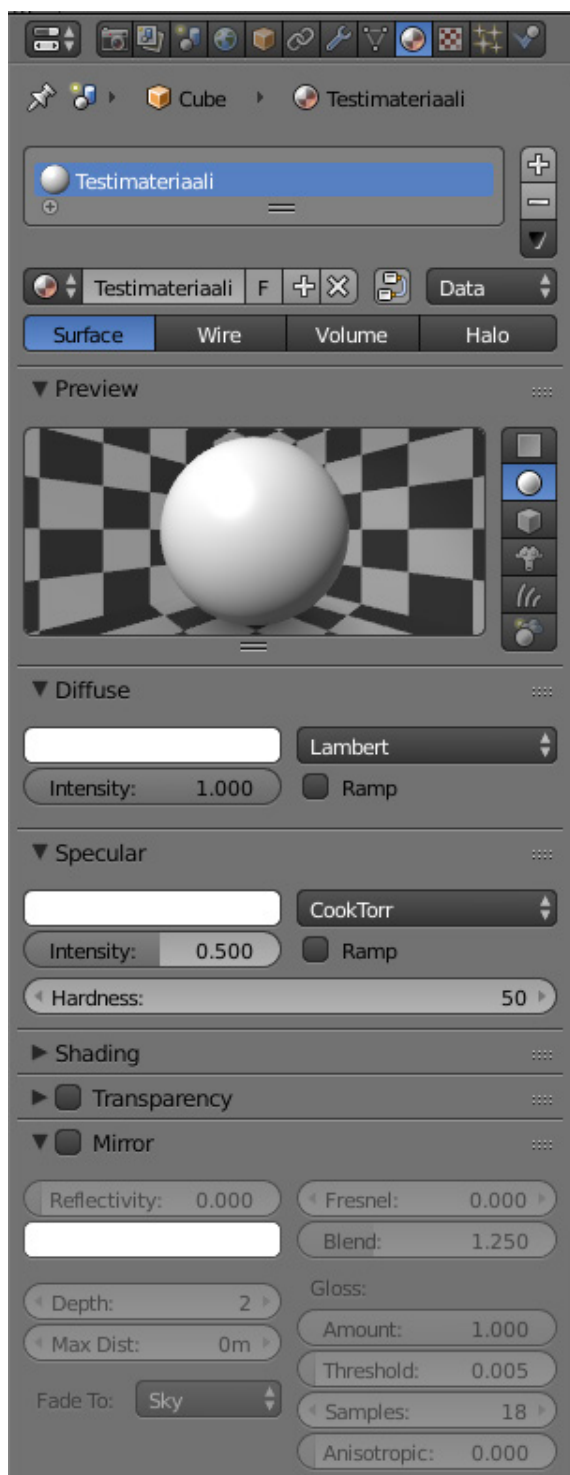 Cube Testimateriaali
Testimateriaali
Testimateriaali F Data
Surface Wire Volume Halo
Preview
Diffuse
Lambert
Intensity: 1.000 Ramp
Specular
CookTorr
Intensity: 0.500 Ramp
Hardness: 50
Shading
Transparency
Mirror
Reflectivity: 0.000 Fresnel: 0.000
Blend: 1.250
Gloss:
Depth: 2
Amount: 1.000
Max Dist: 0m
Threshold: 0.005
Fade To: Sky
Samples: 18
Anisotropic: 0.000